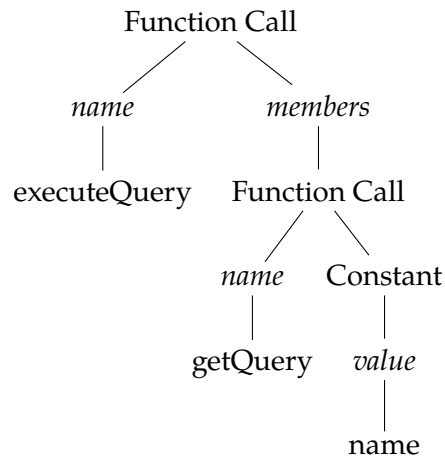 Function Call
name members
executeQuery Function Call
name Constant
getQuery value
name